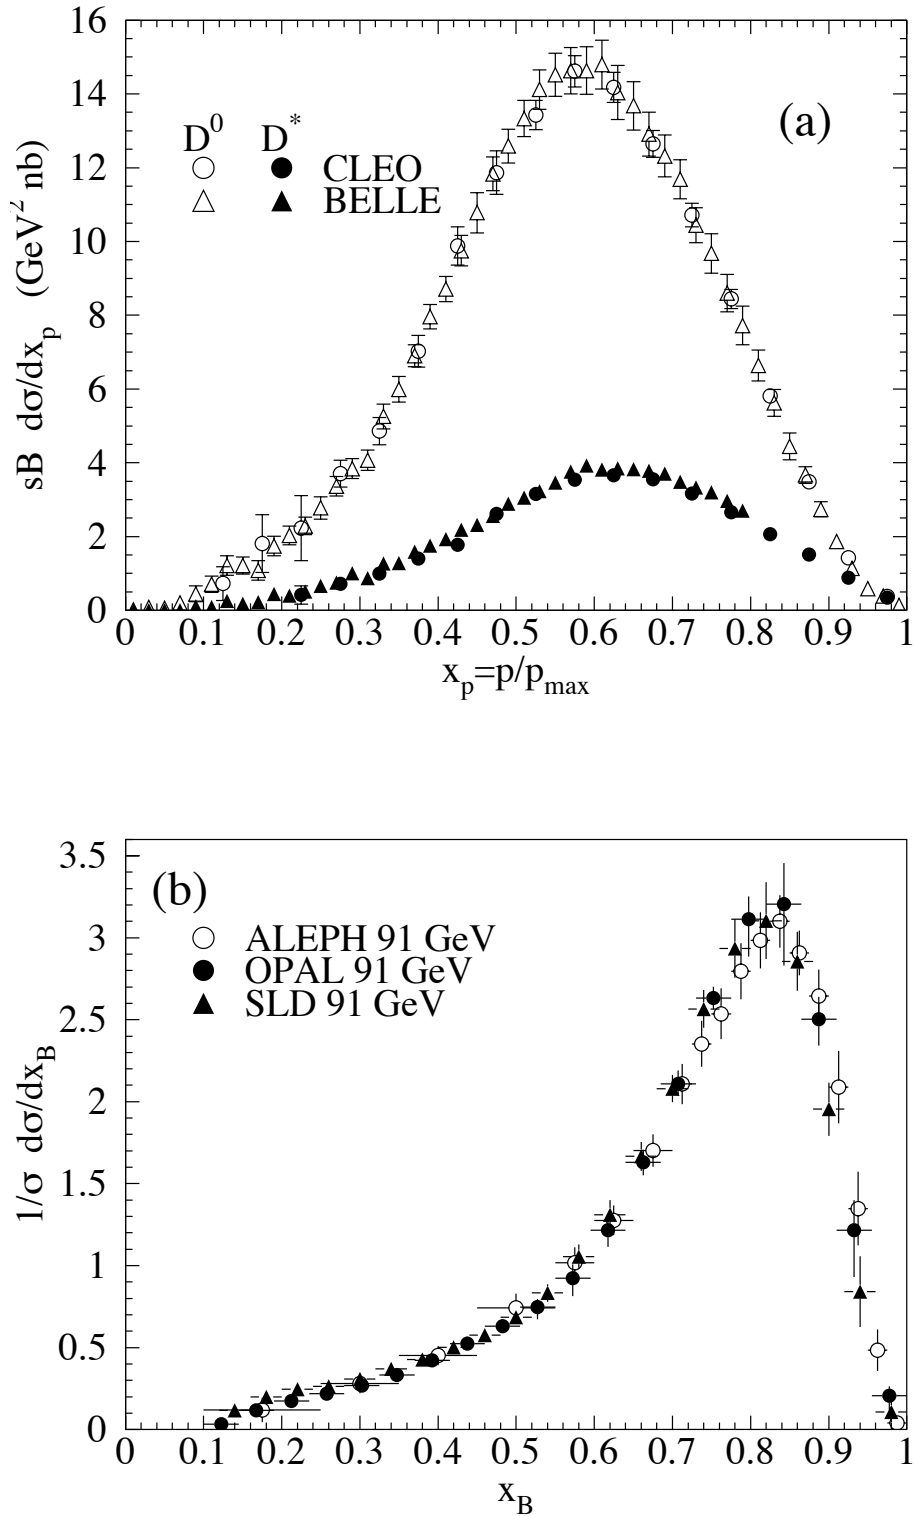 16
14
12
10
8
6
4
2
0
sB dσ/dx_p (GeV^2 nb)
(a)
D^0 D^*
CLEO
BELLE
0 0.1 0.2 0.3 0.4 0.5 0.6 0.7 0.8 0.9 1
x_p=p/p_max
3.5
3
2.5
2
1.5
1
0.5
0
1/σ dσ/dx_B
(b)
ALEPH 91 GeV
OPAL 91 GeV
SLD 91 GeV
0 0.1 0.2 0.3 0.4 0.5 0.6 0.7 0.8 0.9 1
x_B